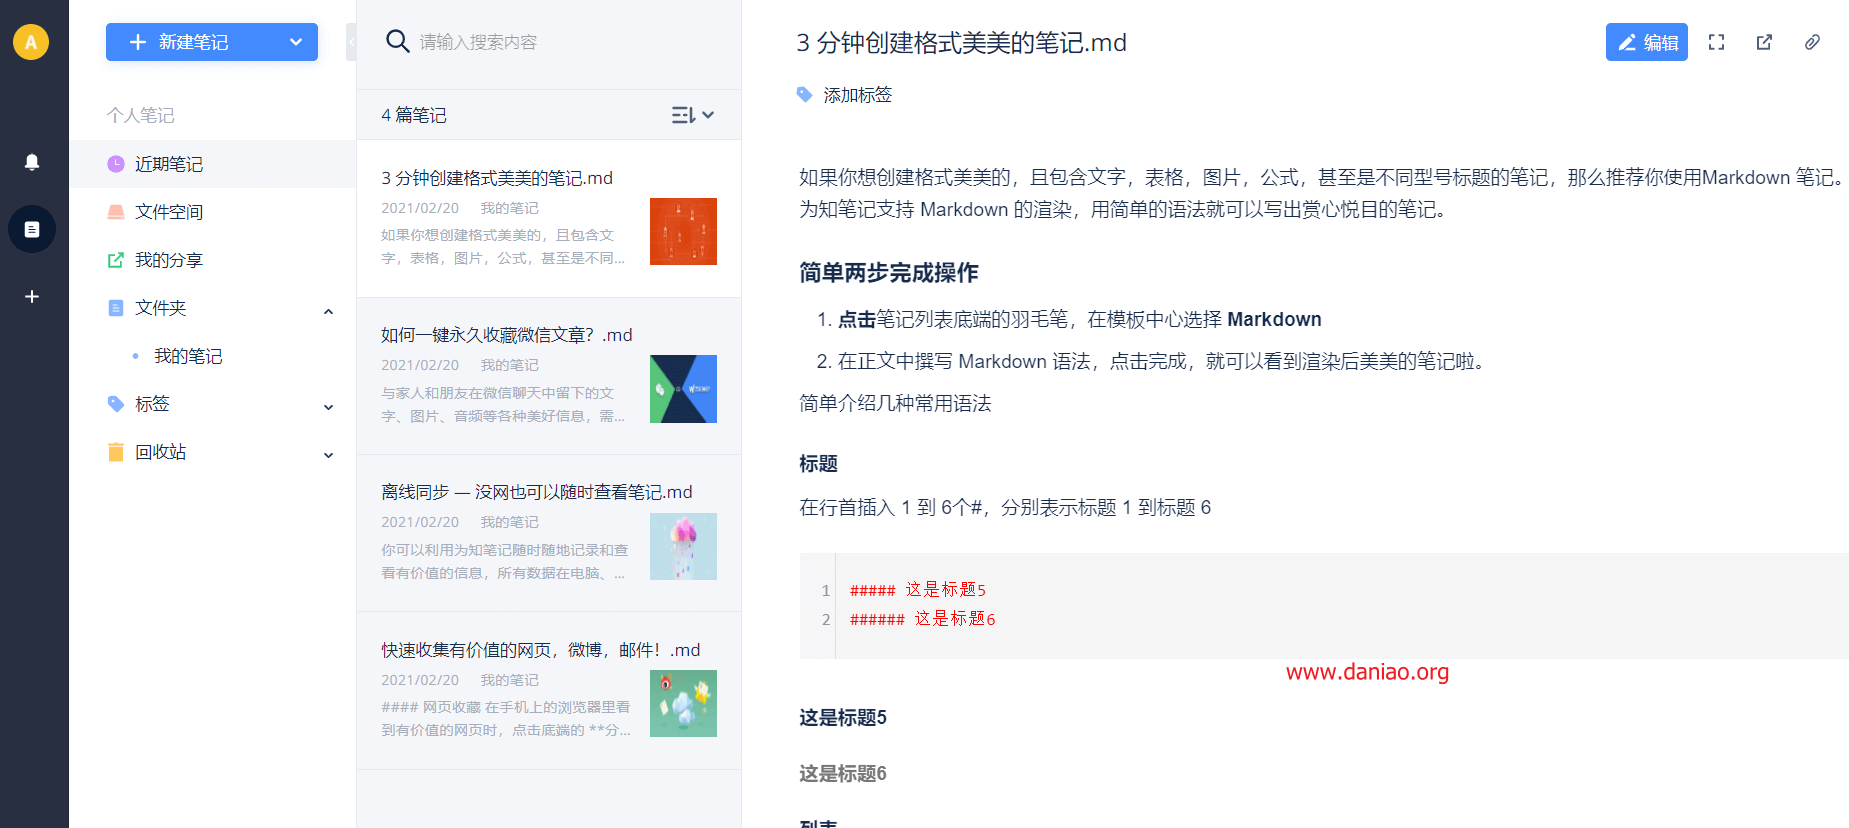 A
新建笔记
个人笔记
近期笔记
文件空间
我的分享
文件夹
我的笔记
标签
回收站
请输入搜索内容
4 篇笔记
3 分钟创建格式美美的笔记.md
2021/02/20 我的笔记
如果你想创建格式美美的，且包含文
字，表格，图片，公式，甚至是不同...
如何一键永久收藏微信文章？.md
2021/02/20 我的笔记
与家人和朋友在微信聊天中留下的文
字、图片、音频等各种美好信息，需...
离线同步 — 没网也可以随时查看笔记.md
2021/02/20 我的笔记
你可以利用为知笔记随时随地记录和查
看有价值的信息，所有数据在电脑、...
快速收集有价值的网页，微博，邮件！.md
2021/02/20 我的笔记
#### 网页收藏 在手机上的浏览器里看
到有价值的网页时，点击底端的 **分...
3 分钟创建格式美美的笔记.md
编辑
添加标签
如果你想创建格式美美的，且包含文字，表格，图片，公式，甚至是不同型号标题的笔记，那么推荐你使用Markdown 笔记。
为知笔记支持 Markdown 的渲染，用简单的语法就可以写出赏心悦目的笔记。
简单两步完成操作
1. 点击笔记列表底端的羽毛笔，在模板中心选择 Markdown
2. 在正文中撰写 Markdown 语法，点击完成，就可以看到渲染后美美的笔记啦。
简单介绍几种常用语法
标题
在行首插入 1 到 6个#，分别表示标题 1 到标题 6
1 ##### 这是标题5
2 ###### 这是标题6
www.daniao.org
这是标题5
这是标题6
列表